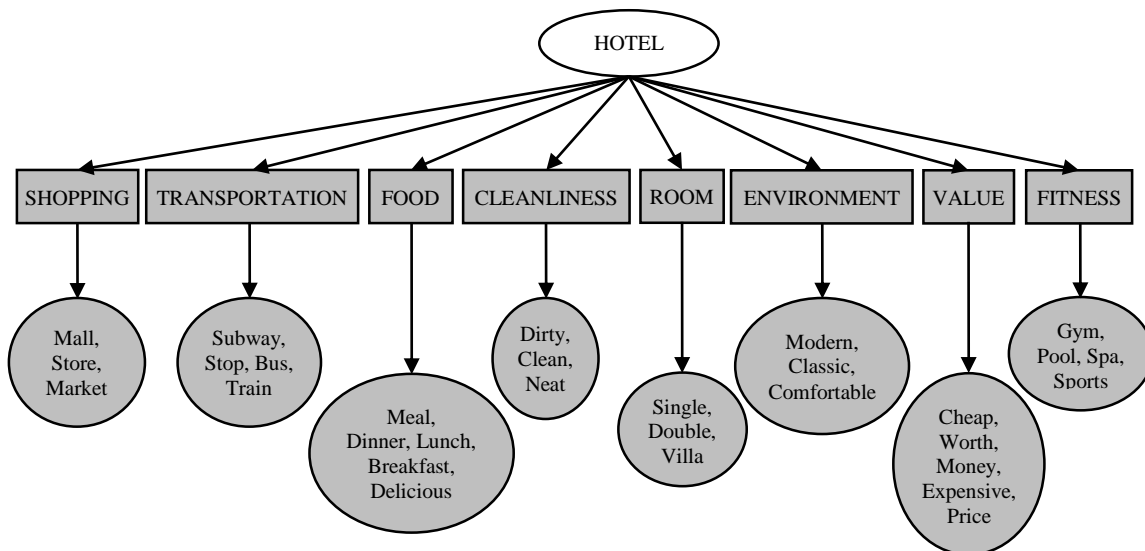 HOTEL
SHOPPING
TRANSPORTATION
FOOD
CLEANLINESS
ROOM
ENVIRONMENT
VALUE
FITNESS
Mall,
Store,
Market
Subway,
Stop, Bus,
Train
Meal,
Dinner, Lunch,
Breakfast,
Delicious
Dirty,
Clean,
Neat
Single,
Double,
Villa
Modern,
Classic,
Comfortable
Cheap,
Worth,
Money,
Expensive,
Price
Gym,
Pool, Spa,
Sports